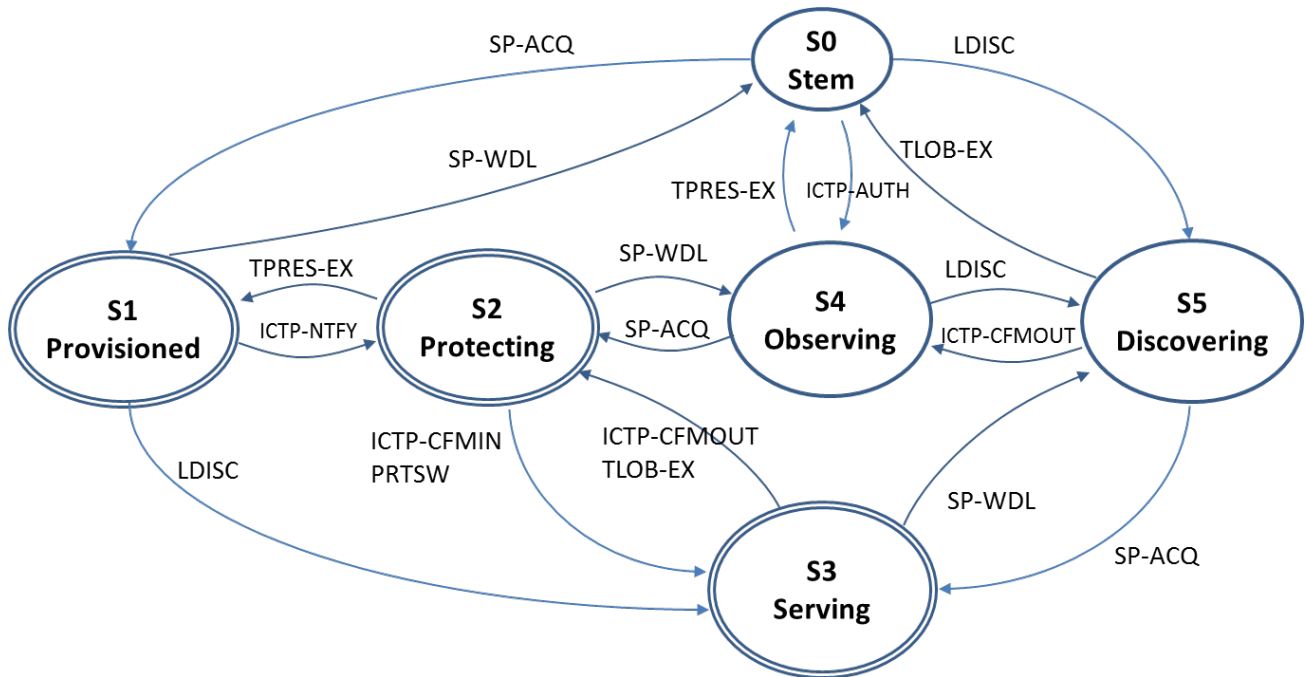 SP-ACQ
S0
Stem
LDISC
SP-WDL
TLOB-EX
TPRES-EX
ICTP-AUTH
S1
Provisioned
TPRES-EX
ICTP-NTFY
S2
Protecting
SP-WDL
SP-ACQ
S4
Observing
LDISC
ICTP-CFMOUT
S5
Discovering
LDISC
ICTP-CFMIN
PRTSW
ICTP-CFMOUT
TLOB-EX
SP-WDL
SP-ACQ
S3
Serving